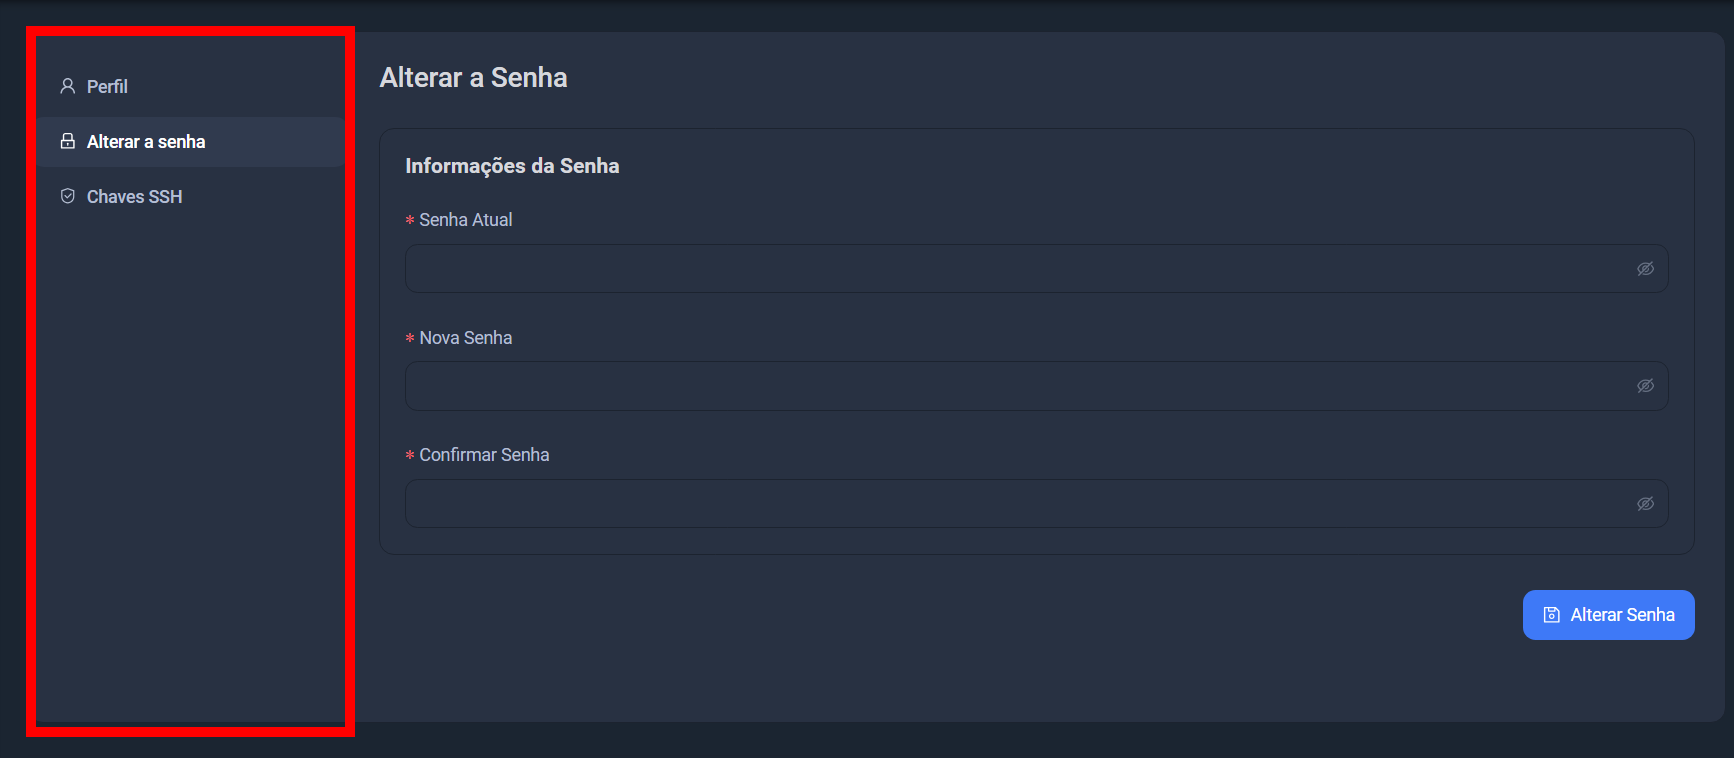 Perfil
Alterar a senha
Chaves SSH
Alterar a Senha
Informações da Senha
* Senha Atual
* Nova Senha
* Confirmar Senha
Alterar Senha